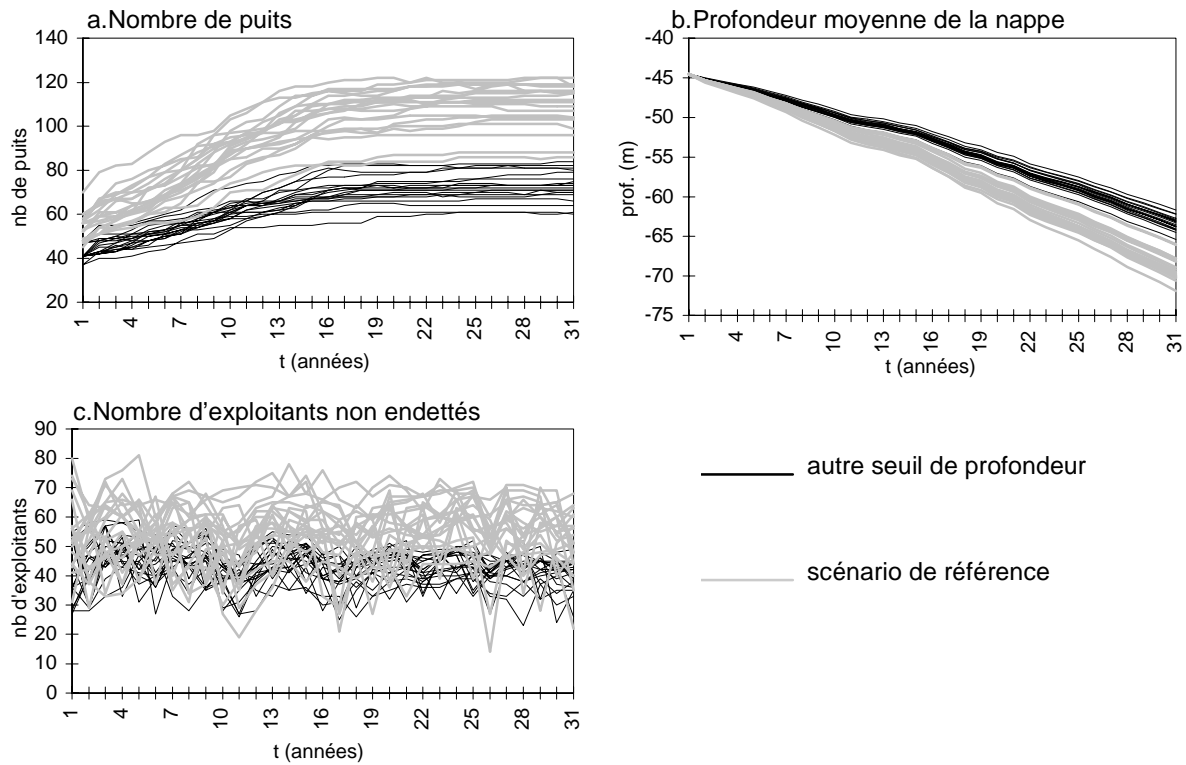 a.Nombre de puits
140
120
100
80
60
40
20
nb de puits
1 4 7 10 13 16 19 22 25 28 31
t (années)
b.Profondeur moyenne de la nappe
-40
-45
-50
-55
-60
-65
-70
-75
prof. (m)
1 4 7 10 13 16 19 22 25 28 31
t (années)
c.Nombre d'exploitants non endettés
90
80
70
60
50
40
30
20
10
0
nb d'exploitants
1 4 7 10 13 16 19 22 25 28 31
t (années)
autre seuil de profondeur
scénario de référence